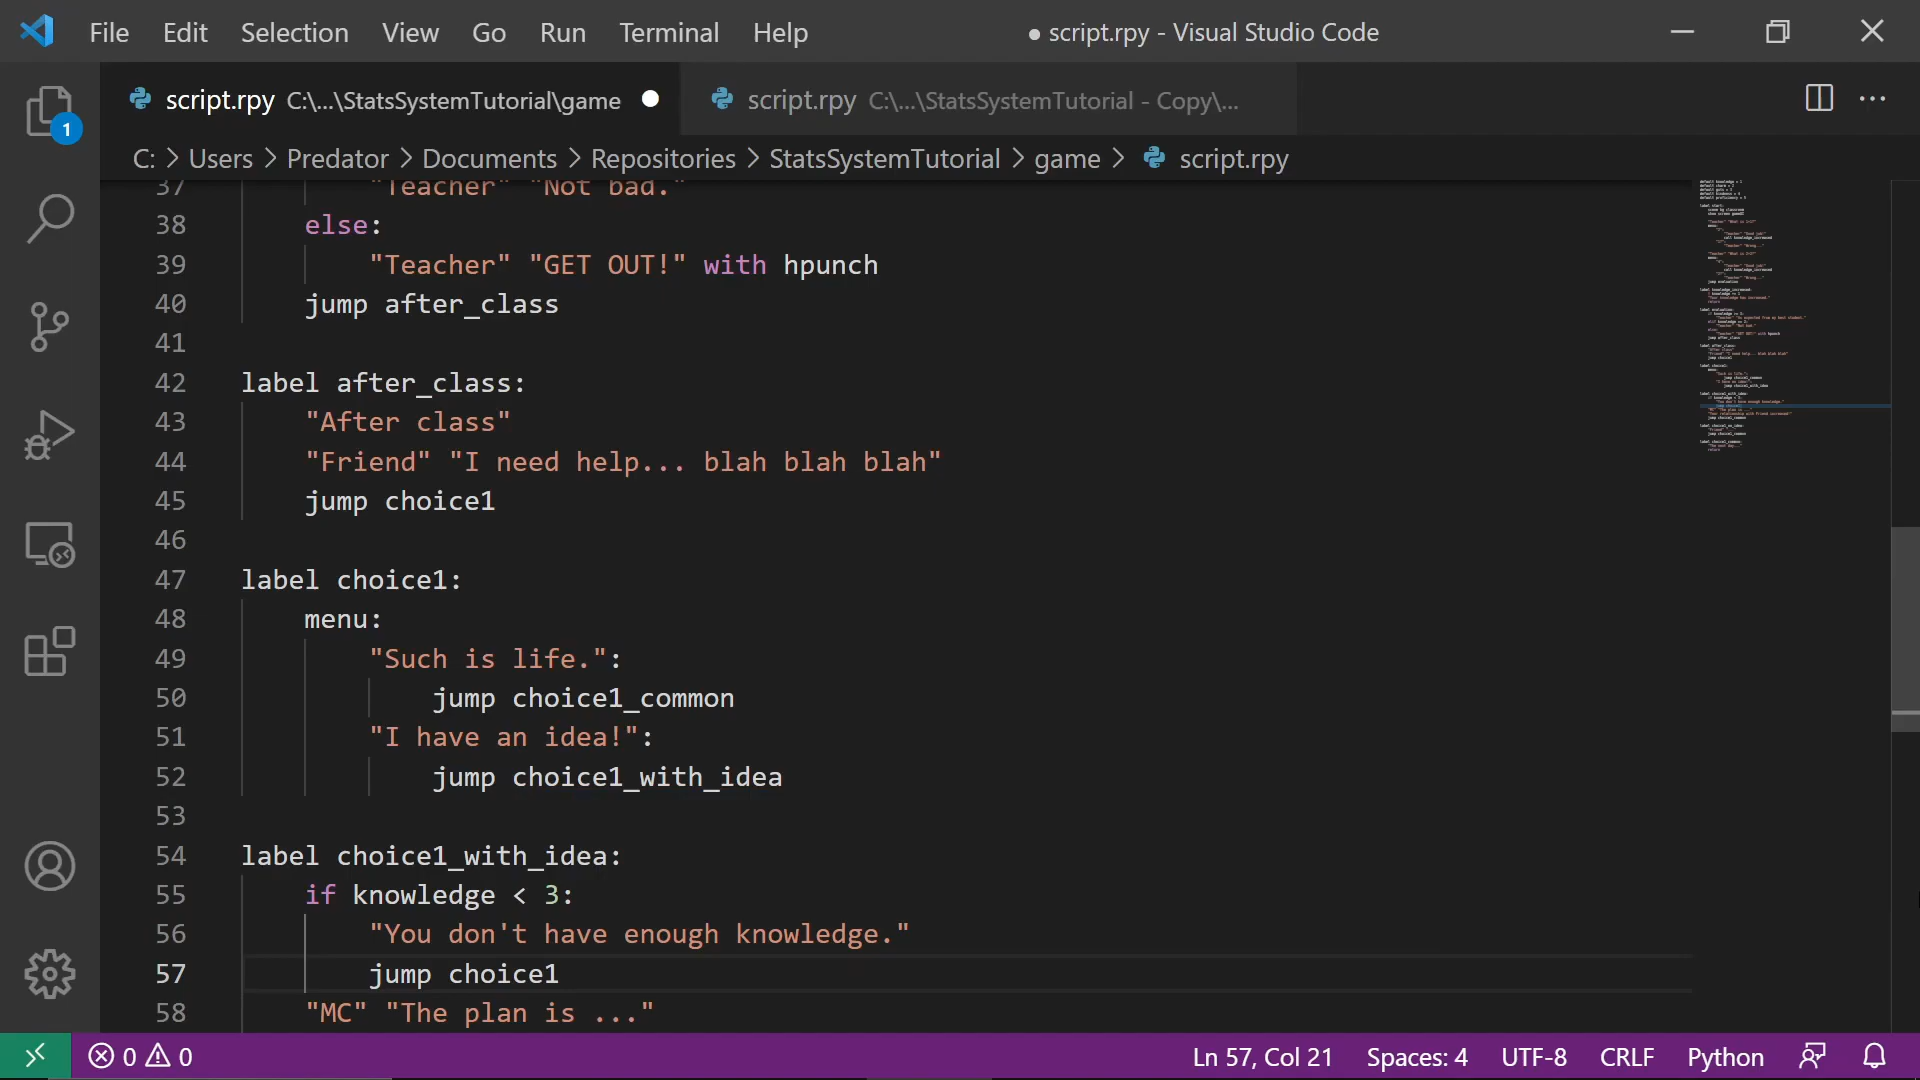 File Edit Selection View Go Run Terminal Help ● script.rpy - Visual Studio Code
script.rpy C:\...\StatsSystemTutorial\game ● script.rpy C:\...\StatsSystemTutorial - Copy\...
1
C: > Users > Predator > Documents > Repositories > StatsSystemTutorial > game > script.rpy
37 "Teacher" "Not bad."
38 else:
39 "Teacher" "GET OUT!" with hpunch
40 jump after_class
41
42 label after_class:
43 "After class"
44 "Friend" "I need help... blah blah blah"
45 jump choice1
46
47 label choice1:
48 menu:
49 "Such is life.":
50 jump choice1_common
51 "I have an idea!":
52 jump choice1_with_idea
53
54 label choice1_with_idea:
55 if knowledge < 3:
56 "You don't have enough knowledge."
57 jump choice1
58 "MC" "The plan is ..."
0 0 Ln 57, Col 21 Spaces: 4 UTF-8 CRLF Python